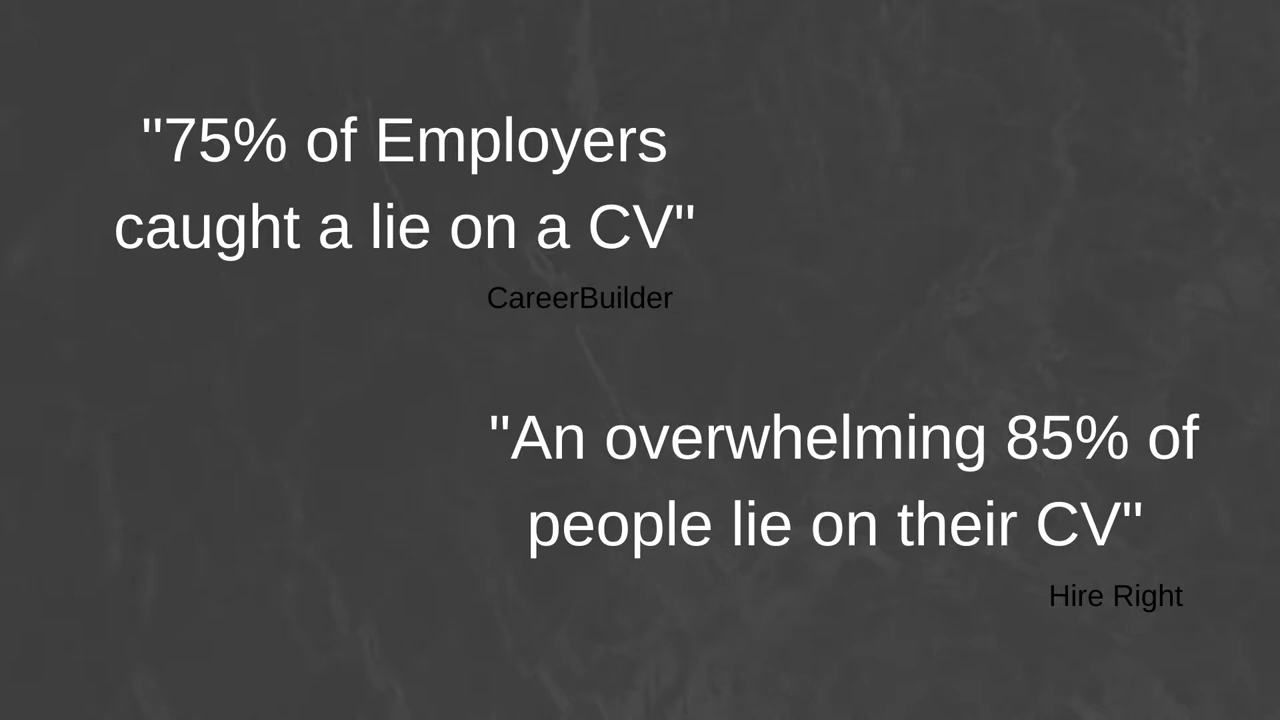 "75% of Employers
caught a lie on a CV"
CareerBuilder
"An overwhelming 85% of
people lie on their CV"
Hire Right